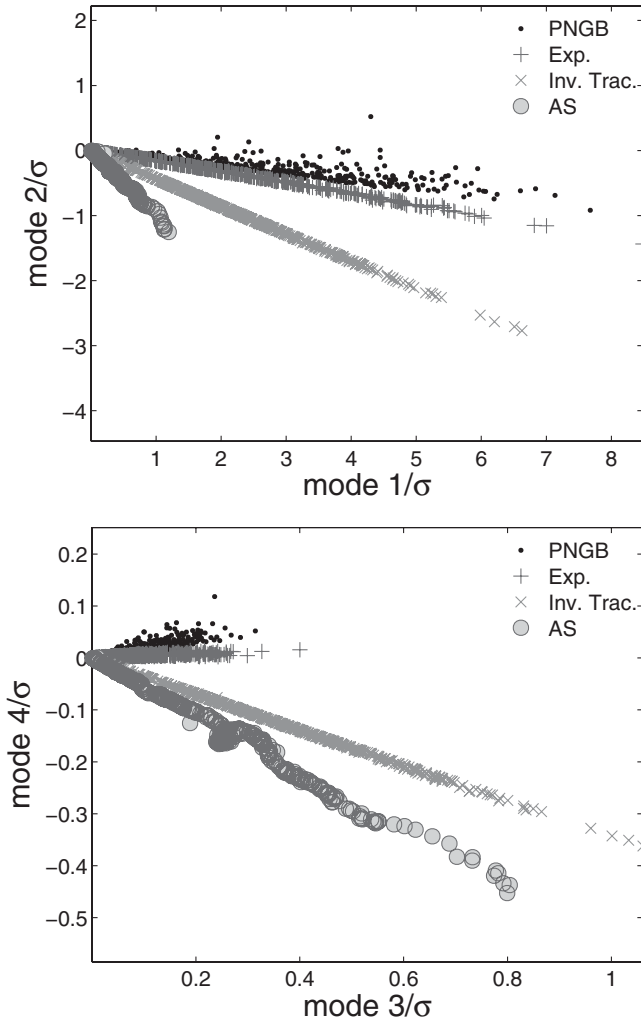 2
1
0
−1
−2
−3
−4
mode 2/σ
PNGB
Exp.
Inv. Trac.
AS
1 2 3 4 5 6 7 8
mode 1/σ
0.2
0.1
0
−0.1
−0.2
−0.3
−0.4
−0.5
mode 4/σ
PNGB
Exp.
Inv. Trac.
AS
0.2 0.4 0.6 0.8 1
mode 3/σ